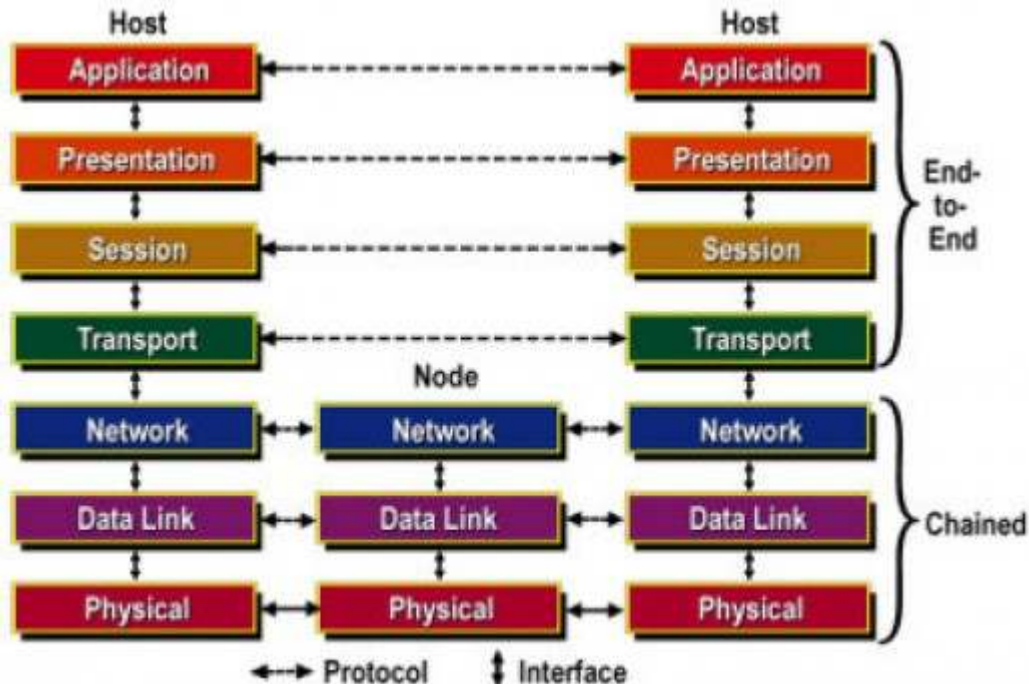 Host Host
Application Application
Presentation Presentation
End-
to-
End
Session Session
Transport Transport
Node
Network Network Network
Data Link Data Link Data Link
Chained
Physical Physical Physical
Protocol Interface